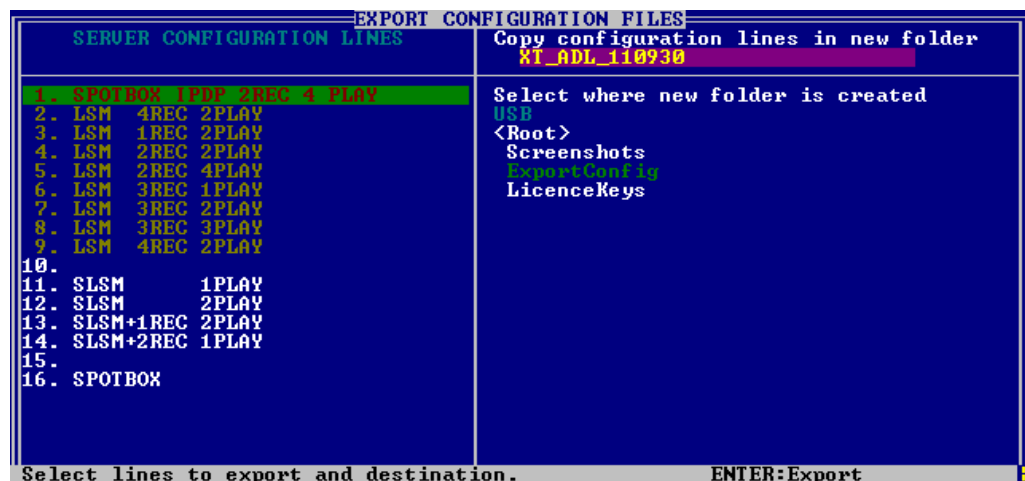 EXPORT CONFIGURATION FILES
SERVER CONFIGURATION LINES
Copy configuration lines in new folder
XT_ADL_110930
1. SPOTBOX IPDP 2REC 4 PLAY
2. LSM 4REC 2PLAY
3. LSM 1REC 2PLAY
4. LSM 2REC 2PLAY
5. LSM 2REC 4PLAY
6. LSM 3REC 1PLAY
7. LSM 3REC 2PLAY
8. LSM 3REC 3PLAY
9. LSM 4REC 2PLAY
10.
11. SLSM 1PLAY
12. SLSM 2PLAY
13. SLSM+1REC 2PLAY
14. SLSM+2REC 1PLAY
15.
16. SPOTBOX
Select where new folder is created
USB
<Root>
Screenshots
ExportConfig
LicenceKeys
Select lines to export and destination.
ENTER:Export